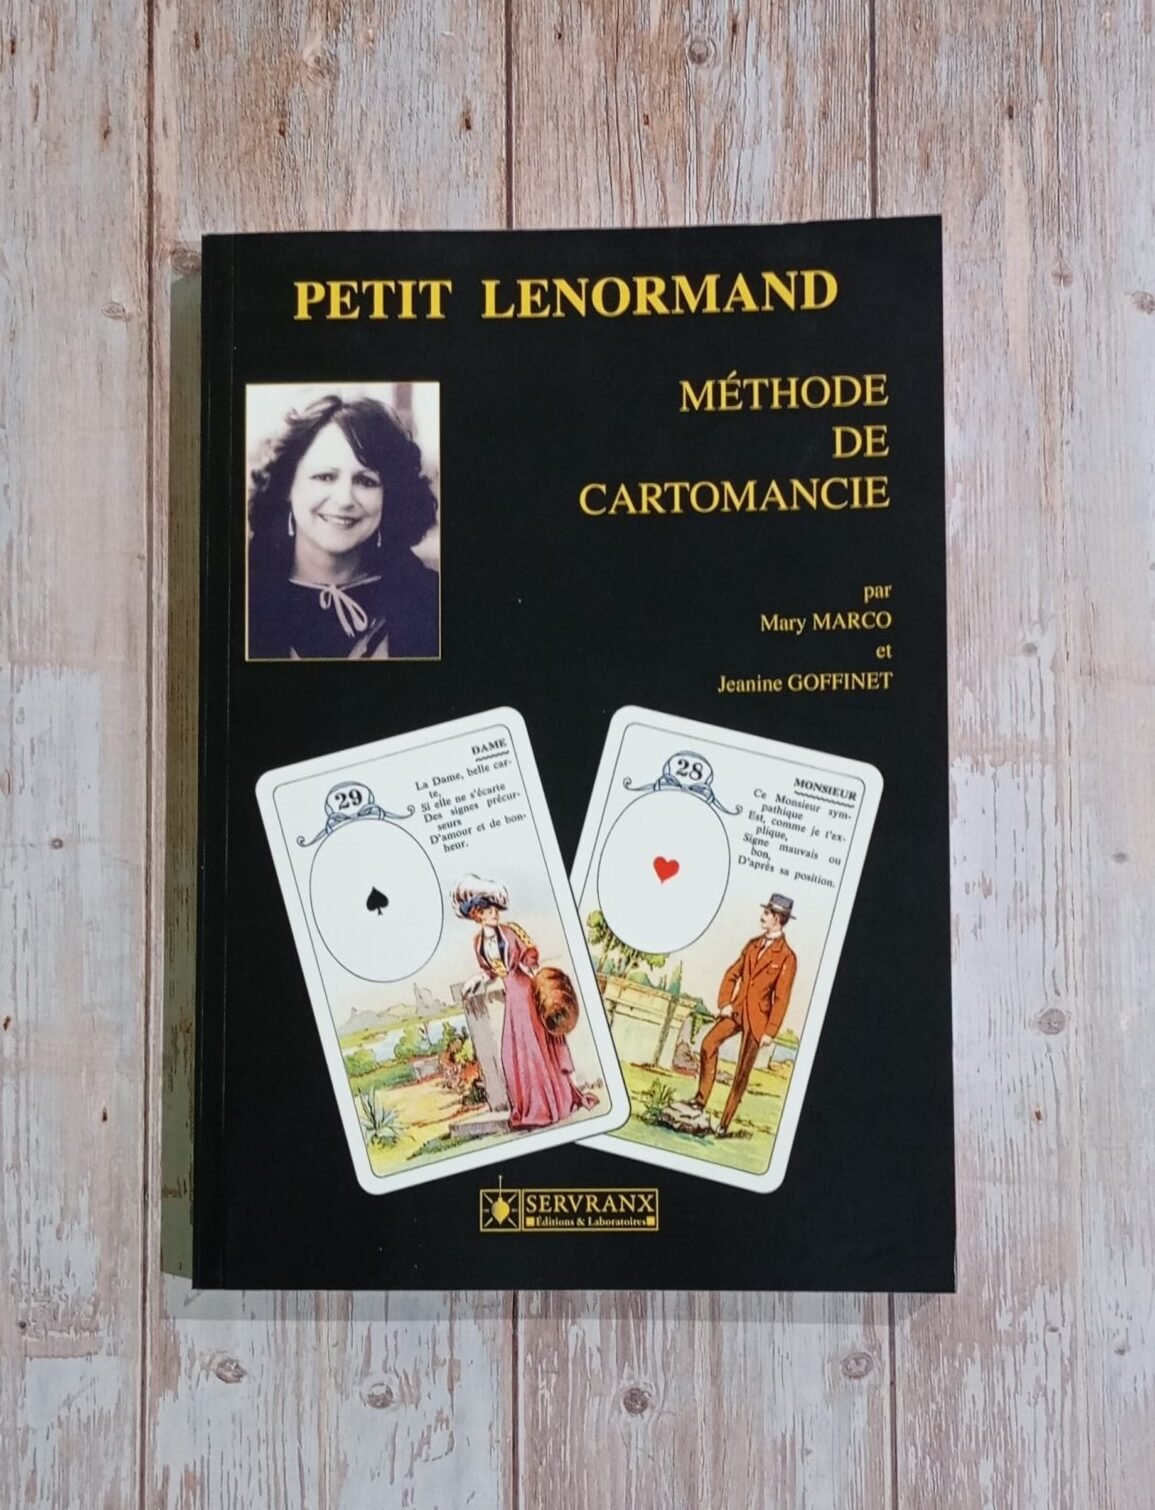 PETIT LENORMAND
MÉTHODE
DE
CARTOMANCIE
par
Mary MARCO
et
Jeanine GOFFINET
29
DAME
La Dame, belle car-
te,
Si elle ne s'écarte
Des signes précur-
seurs
D'amour et de bon-
heur.
28
MONSIEUR
Ce Monsieur sym-
pathique
Est, comme je t'ex-
plique,
Signe mauvais ou
bon,
D'après sa position.
SERVRANX
Éditions & Laboratoires